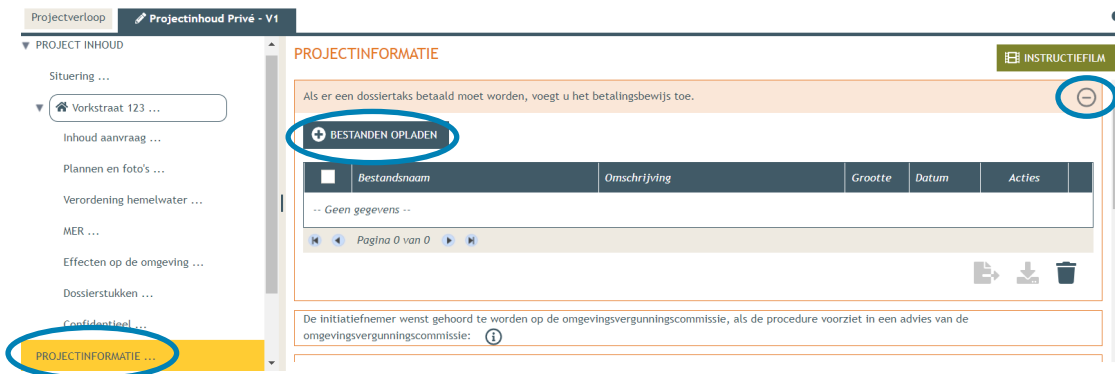 Projectverloop
Projectinhoud Privé - V1
PROJECT INHOUD
Situering ...
Vorkstraat 123 ...
Inhoud aanvraag ...
Plannen en foto's ...
Verordening hemelwater ...
MER ...
Effecten op de omgeving ...
Dossierstukken ...
Confidentieel ...
PROJECTINFORMATIE ...
PROJECTINFORMATIE
INSTRUCTIEFILM
Als er een dossiertaks betaald moet worden, voegt u het betalingsbewijs toe.
BESTANDEN OPLADEN
Bestandsnaam Omschrijving Grootte Datum Acties
-- Geen gegevens --
Pagina 0 van 0
De initiatiefnemer wenst gehoord te worden op de omgevingsvergunningscommissie, als de procedure voorziet in een advies van de
omgevingsvergunningscommissie: